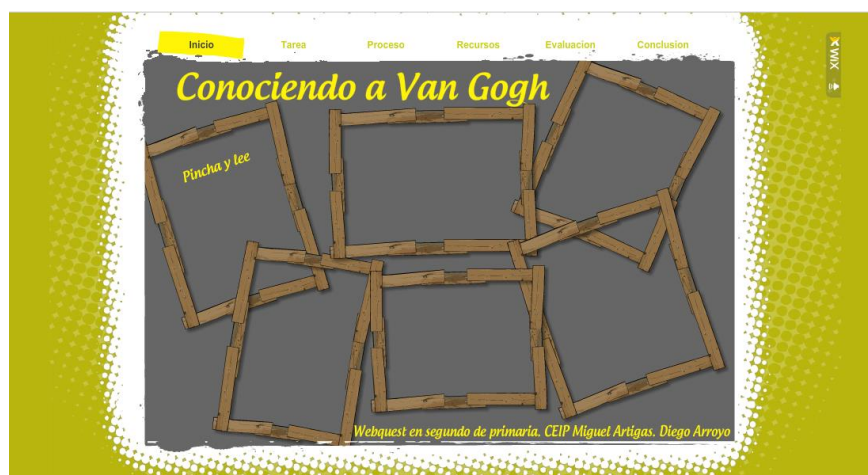 Inicio Tarea Proceso Recursos Evaluacion Conclusion
WiX
Conociendo a Van Gogh
Pincha y lee
Webquest en segundo de primaria. CEIP Miguel Artigas. Diego Arroyo